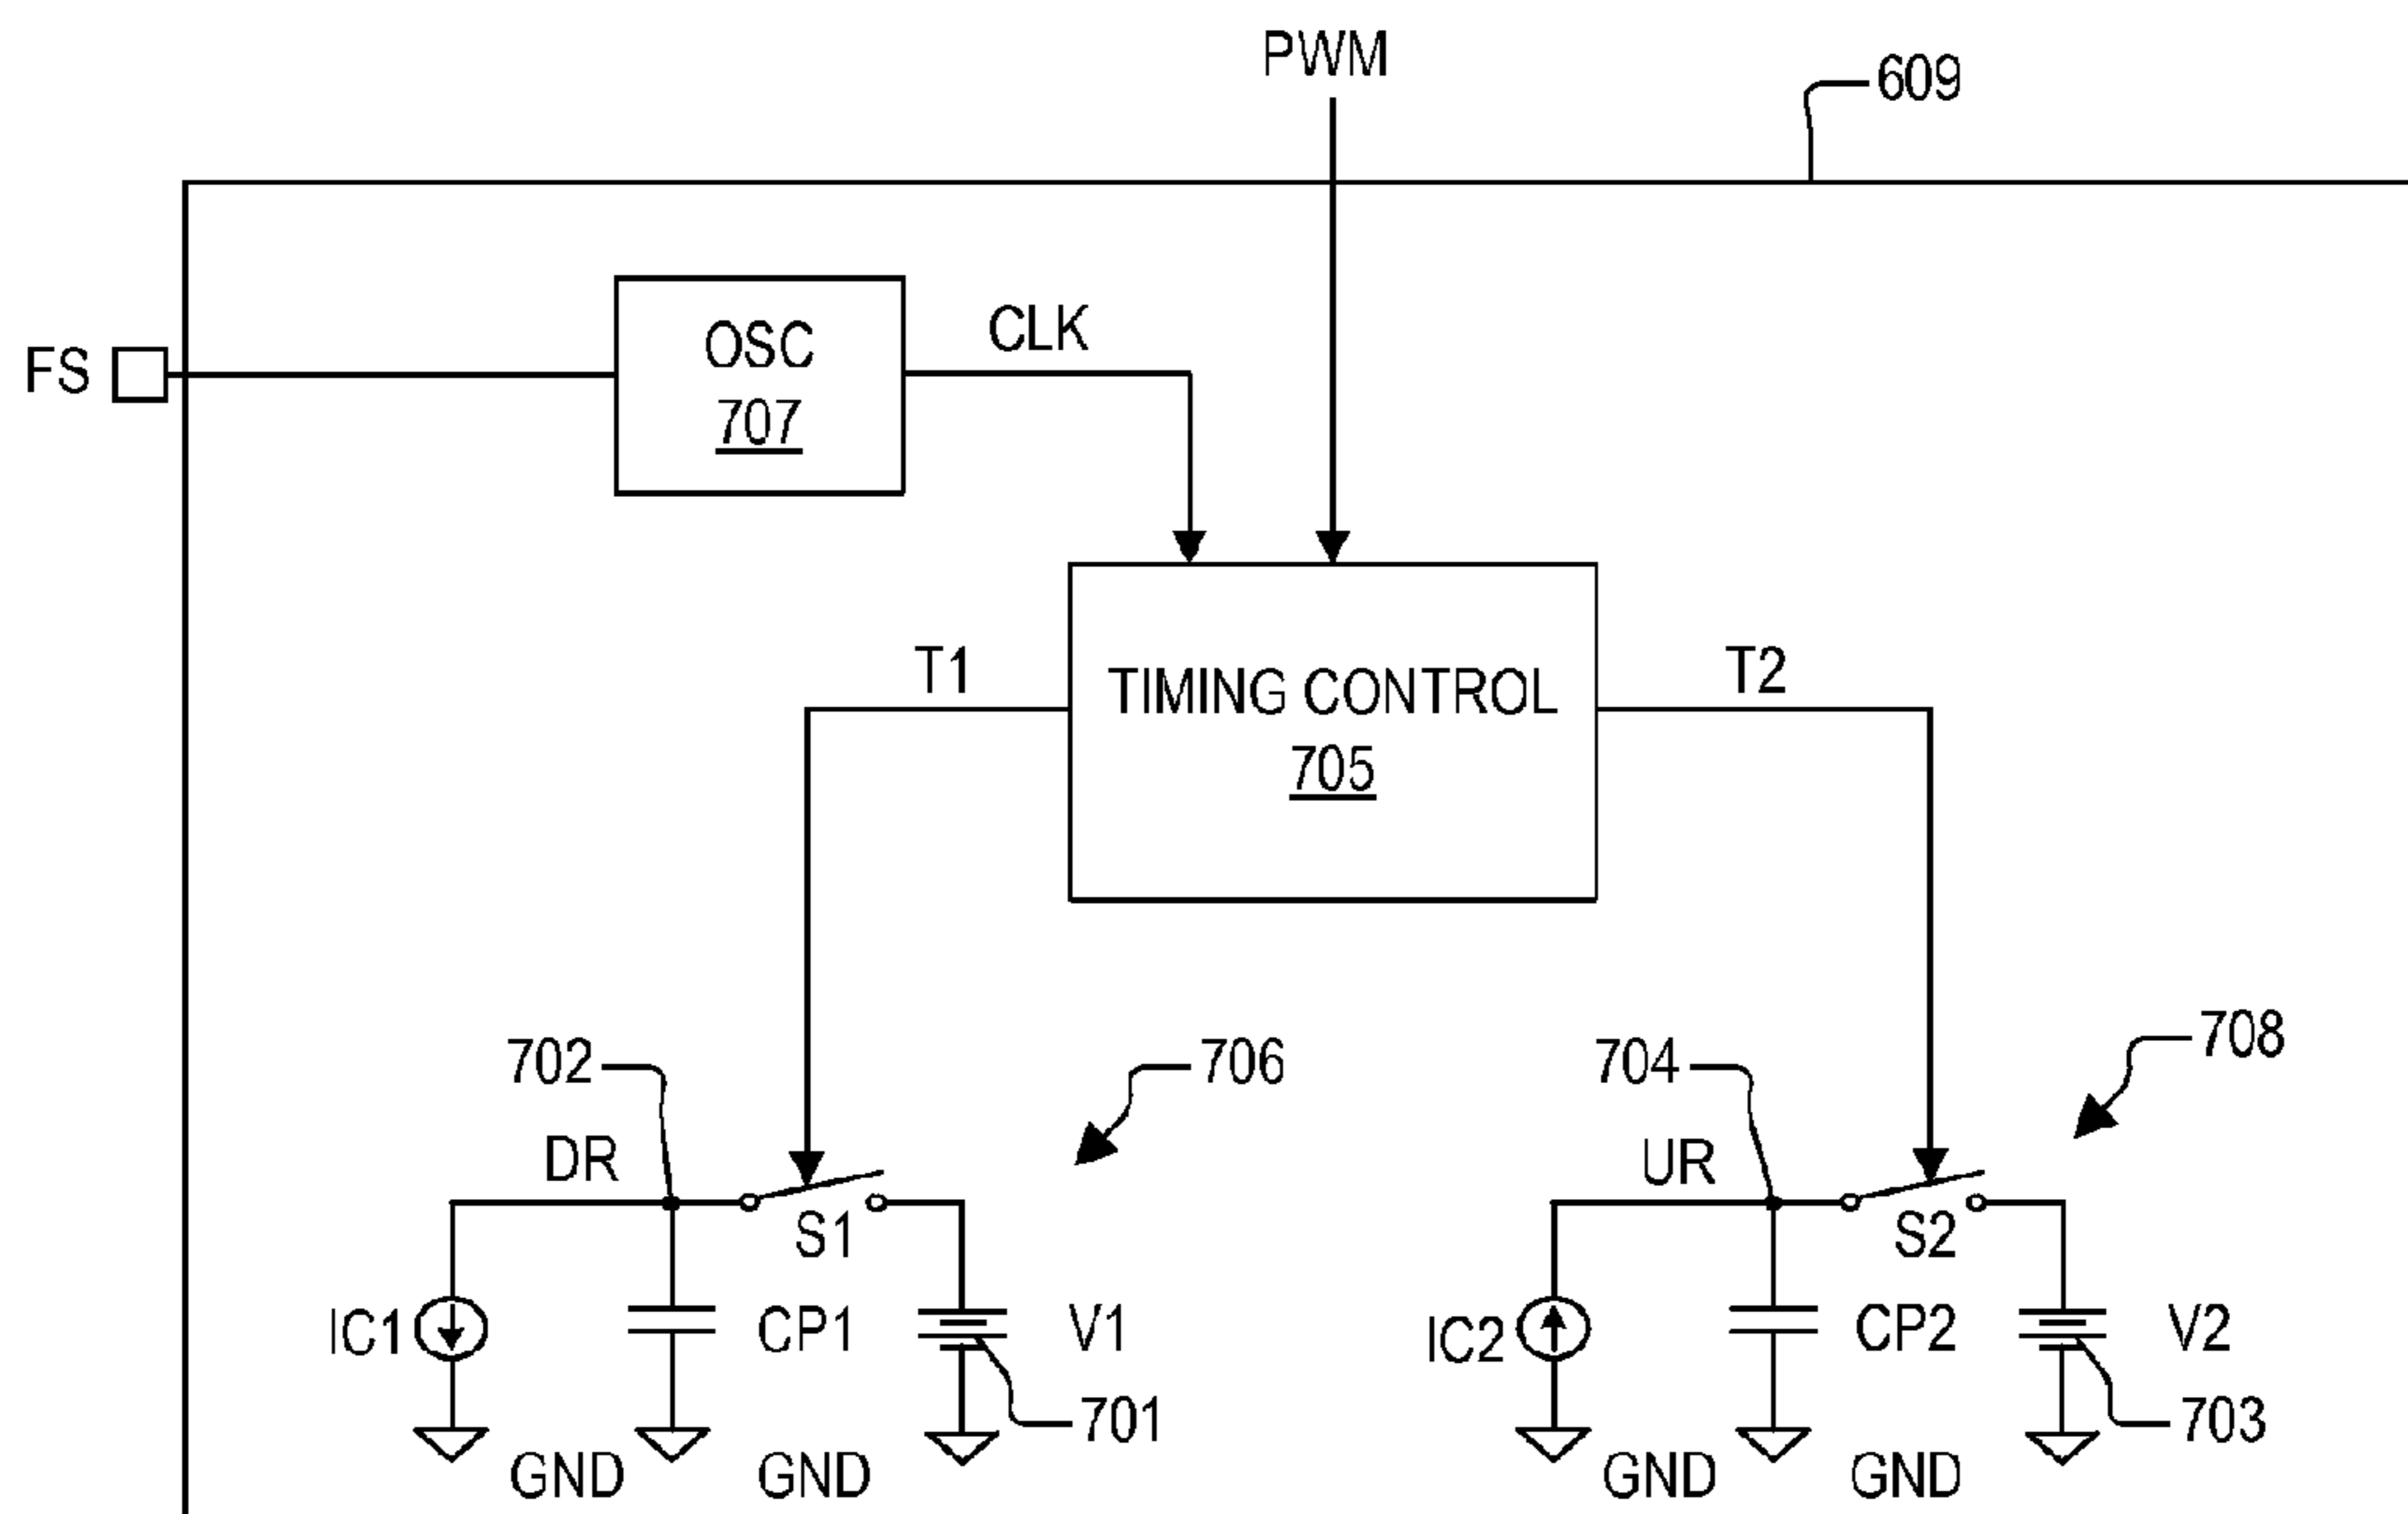 PWM
609
FS
OSC
707
CLK
T1
TIMING CONTROL
705
T2
702
706
704
708
DR
S1
UR
S2
IC1
CP1
V1
701
IC2
CP2
V2
703
GND
GND
GND
GND